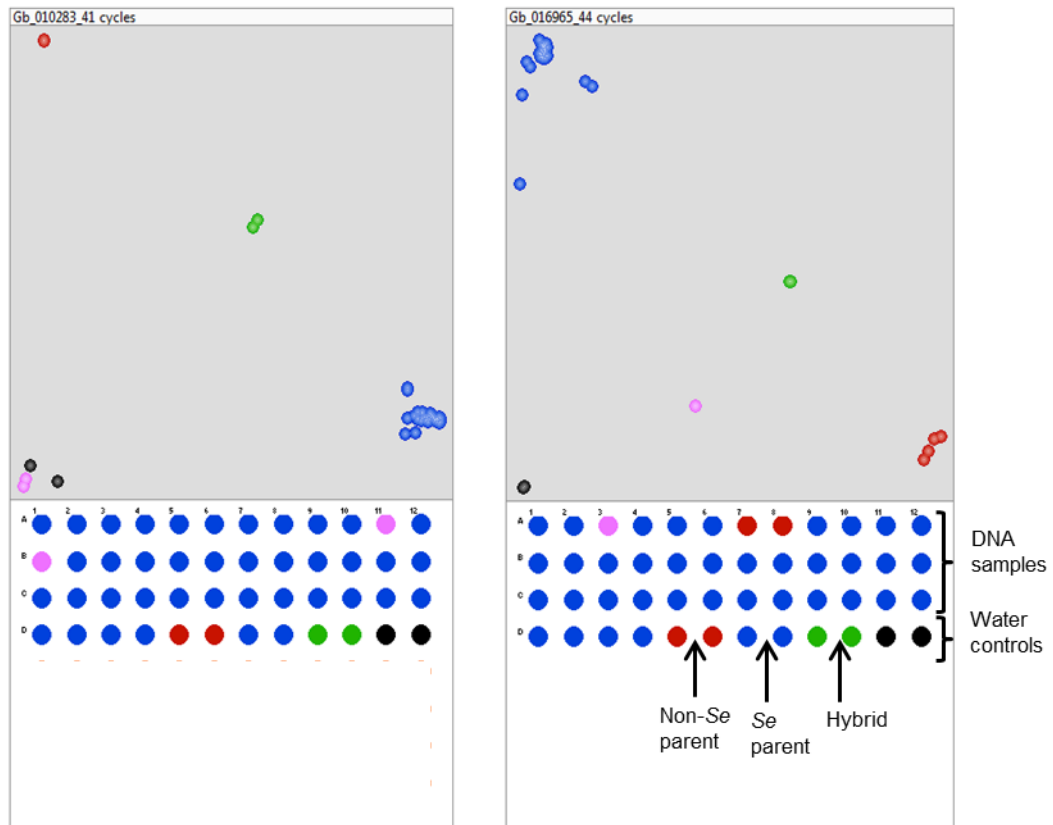 Gb_010283_41 cycles
Gb_016965_44 cycles
1 2 3 4 5 6 7 8 9 10 11 12
A
B
C
D
1 2 3 4 5 6 7 8 9 10 11 12
A
B
C
D
DNA
samples
Water
controls
Non-Se
parent
Se
parent
Hybrid